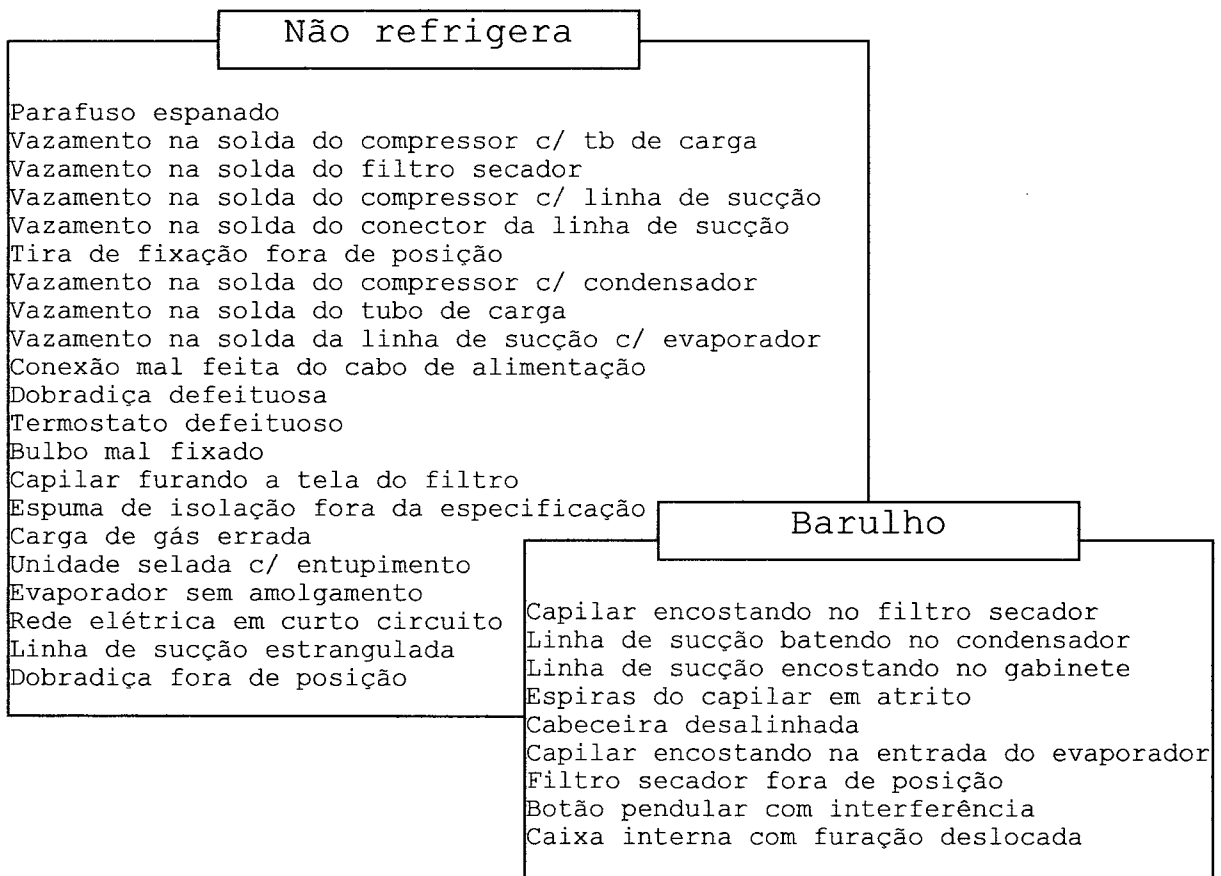 Não refrigera
Parafuso espanado
Vazamento na solda do compressor c/ tb de carga
Vazamento na solda do filtro secador
Vazamento na solda do compressor c/ linha de sucção
Vazamento na solda do conector da linha de sucção
Tira de fixação fora de posição
Vazamento na solda do compressor c/ condensador
Vazamento na solda do tubo de carga
Vazamento na solda da linha de sucção c/ evaporador
Conexão mal feita do cabo de alimentação
Dobradiça defeituosa
Termostato defeituoso
Bulbo mal fixado
Capilar furando a tela do filtro
Espuma de isolação fora da especificação
Carga de gás errada
Unidade selada c/ entupimento
Evaporador sem amolgamento
Rede elétrica em curto circuito
Linha de sucção estrangulada
Dobradiça fora de posição
Barulho
Capilar encostando no filtro secador
Linha de sucção batendo no condensador
Linha de sucção encostando no gabinete
Espiras do capilar em atrito
Cabeceira desalinhada
Capilar encostando na entrada do evaporador
Filtro secador fora de posição
Botão pendular com interferência
Caixa interna com furação deslocada